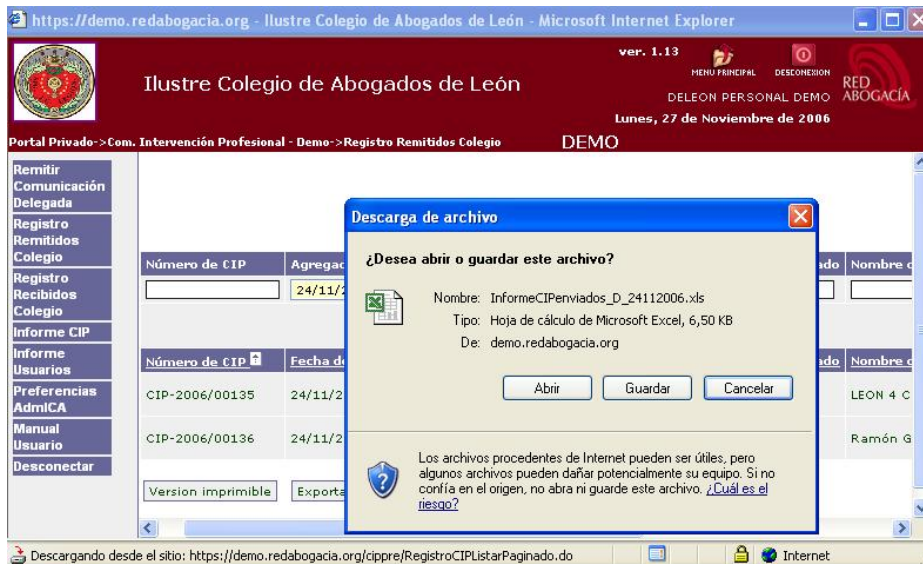 https://demo.redabogacia.org - Ilustre Colegio de Abogados de León - Microsoft Internet Explorer
ver. 1.13
MENU PRINCIPAL
DESCONEXION
Ilustre Colegio de Abogados de León
RED
ABOGACÍA
DELEON PERSONAL DEMO
Lunes, 27 de Noviembre de 2006
Portal Privado->Com. Intervención Profesional - Demo->Registro Remitidos Colegio
DEMO
Remitir
Comunicación
Delegada
Registro
Remitidos
Colegio
Registro
Recibidos
Colegio
Informe CIP
Informe
Usuarios
Preferencias
AdmICA
Manual
Usuario
Desconectar
Número de CIP
Nombre
24/11/2
Número de CIP
Fecha
Nombre
CIP-2006/00135
24/11/2
LEON 4 C
CIP-2006/00136
24/11/2
Ramón G
Version imprimible
Descarga de archivo
¿Desea abrir o guardar este archivo?
Nombre: InformeCIPenviados_D_24112006.xls
Tipo: Hoja de cálculo de Microsoft Excel, 6,50 KB
De: demo.redabogacia.org
Abrir
Guardar
Cancelar
Los archivos procedentes de Internet pueden ser útiles, pero
algunos archivos pueden dañar potencialmente su equipo. Si no
confía en el origen, no abra ni guarde este archivo. ¿Cuál es el
riesgo?
Descargando desde el sitio: https://demo.redabogacia.org/cippre/RegistroCIPListarPaginado.do
Internet